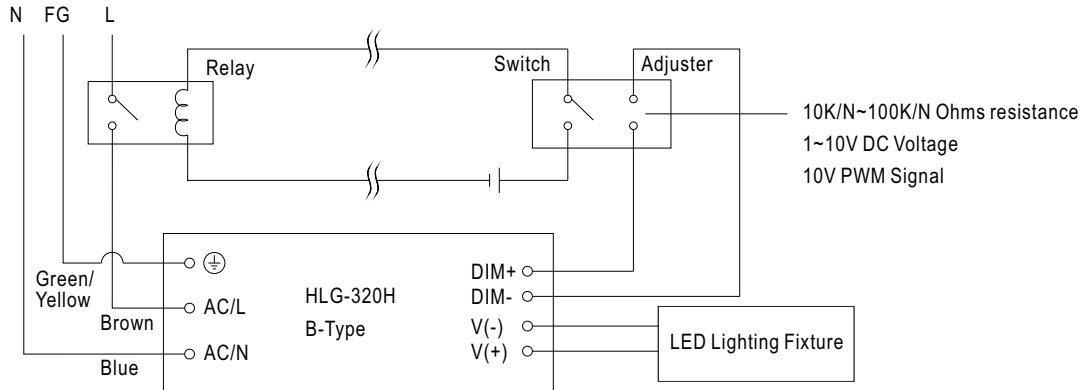 N FG L
Relay
Switch
Adjuster
10K/N~100K/N Ohms resistance
1~10V DC Voltage
10V PWM Signal
Green/
Yellow
Brown
Blue
AC/L
AC/N
HLG-320H
B-Type
DIM+
DIM-
V(-)
V(+)
LED Lighting Fixture